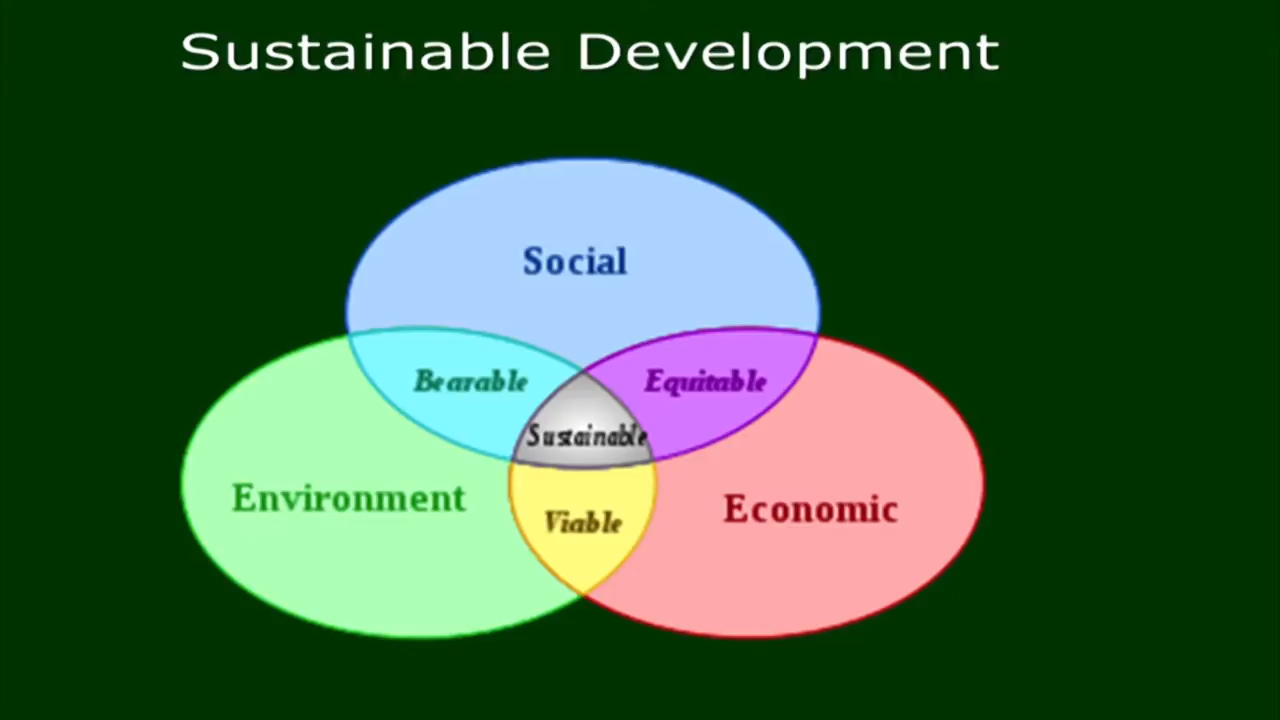 Sustainable Development
Social
Bearable
Equitable
Sustainable
Environment
Economic
Viable